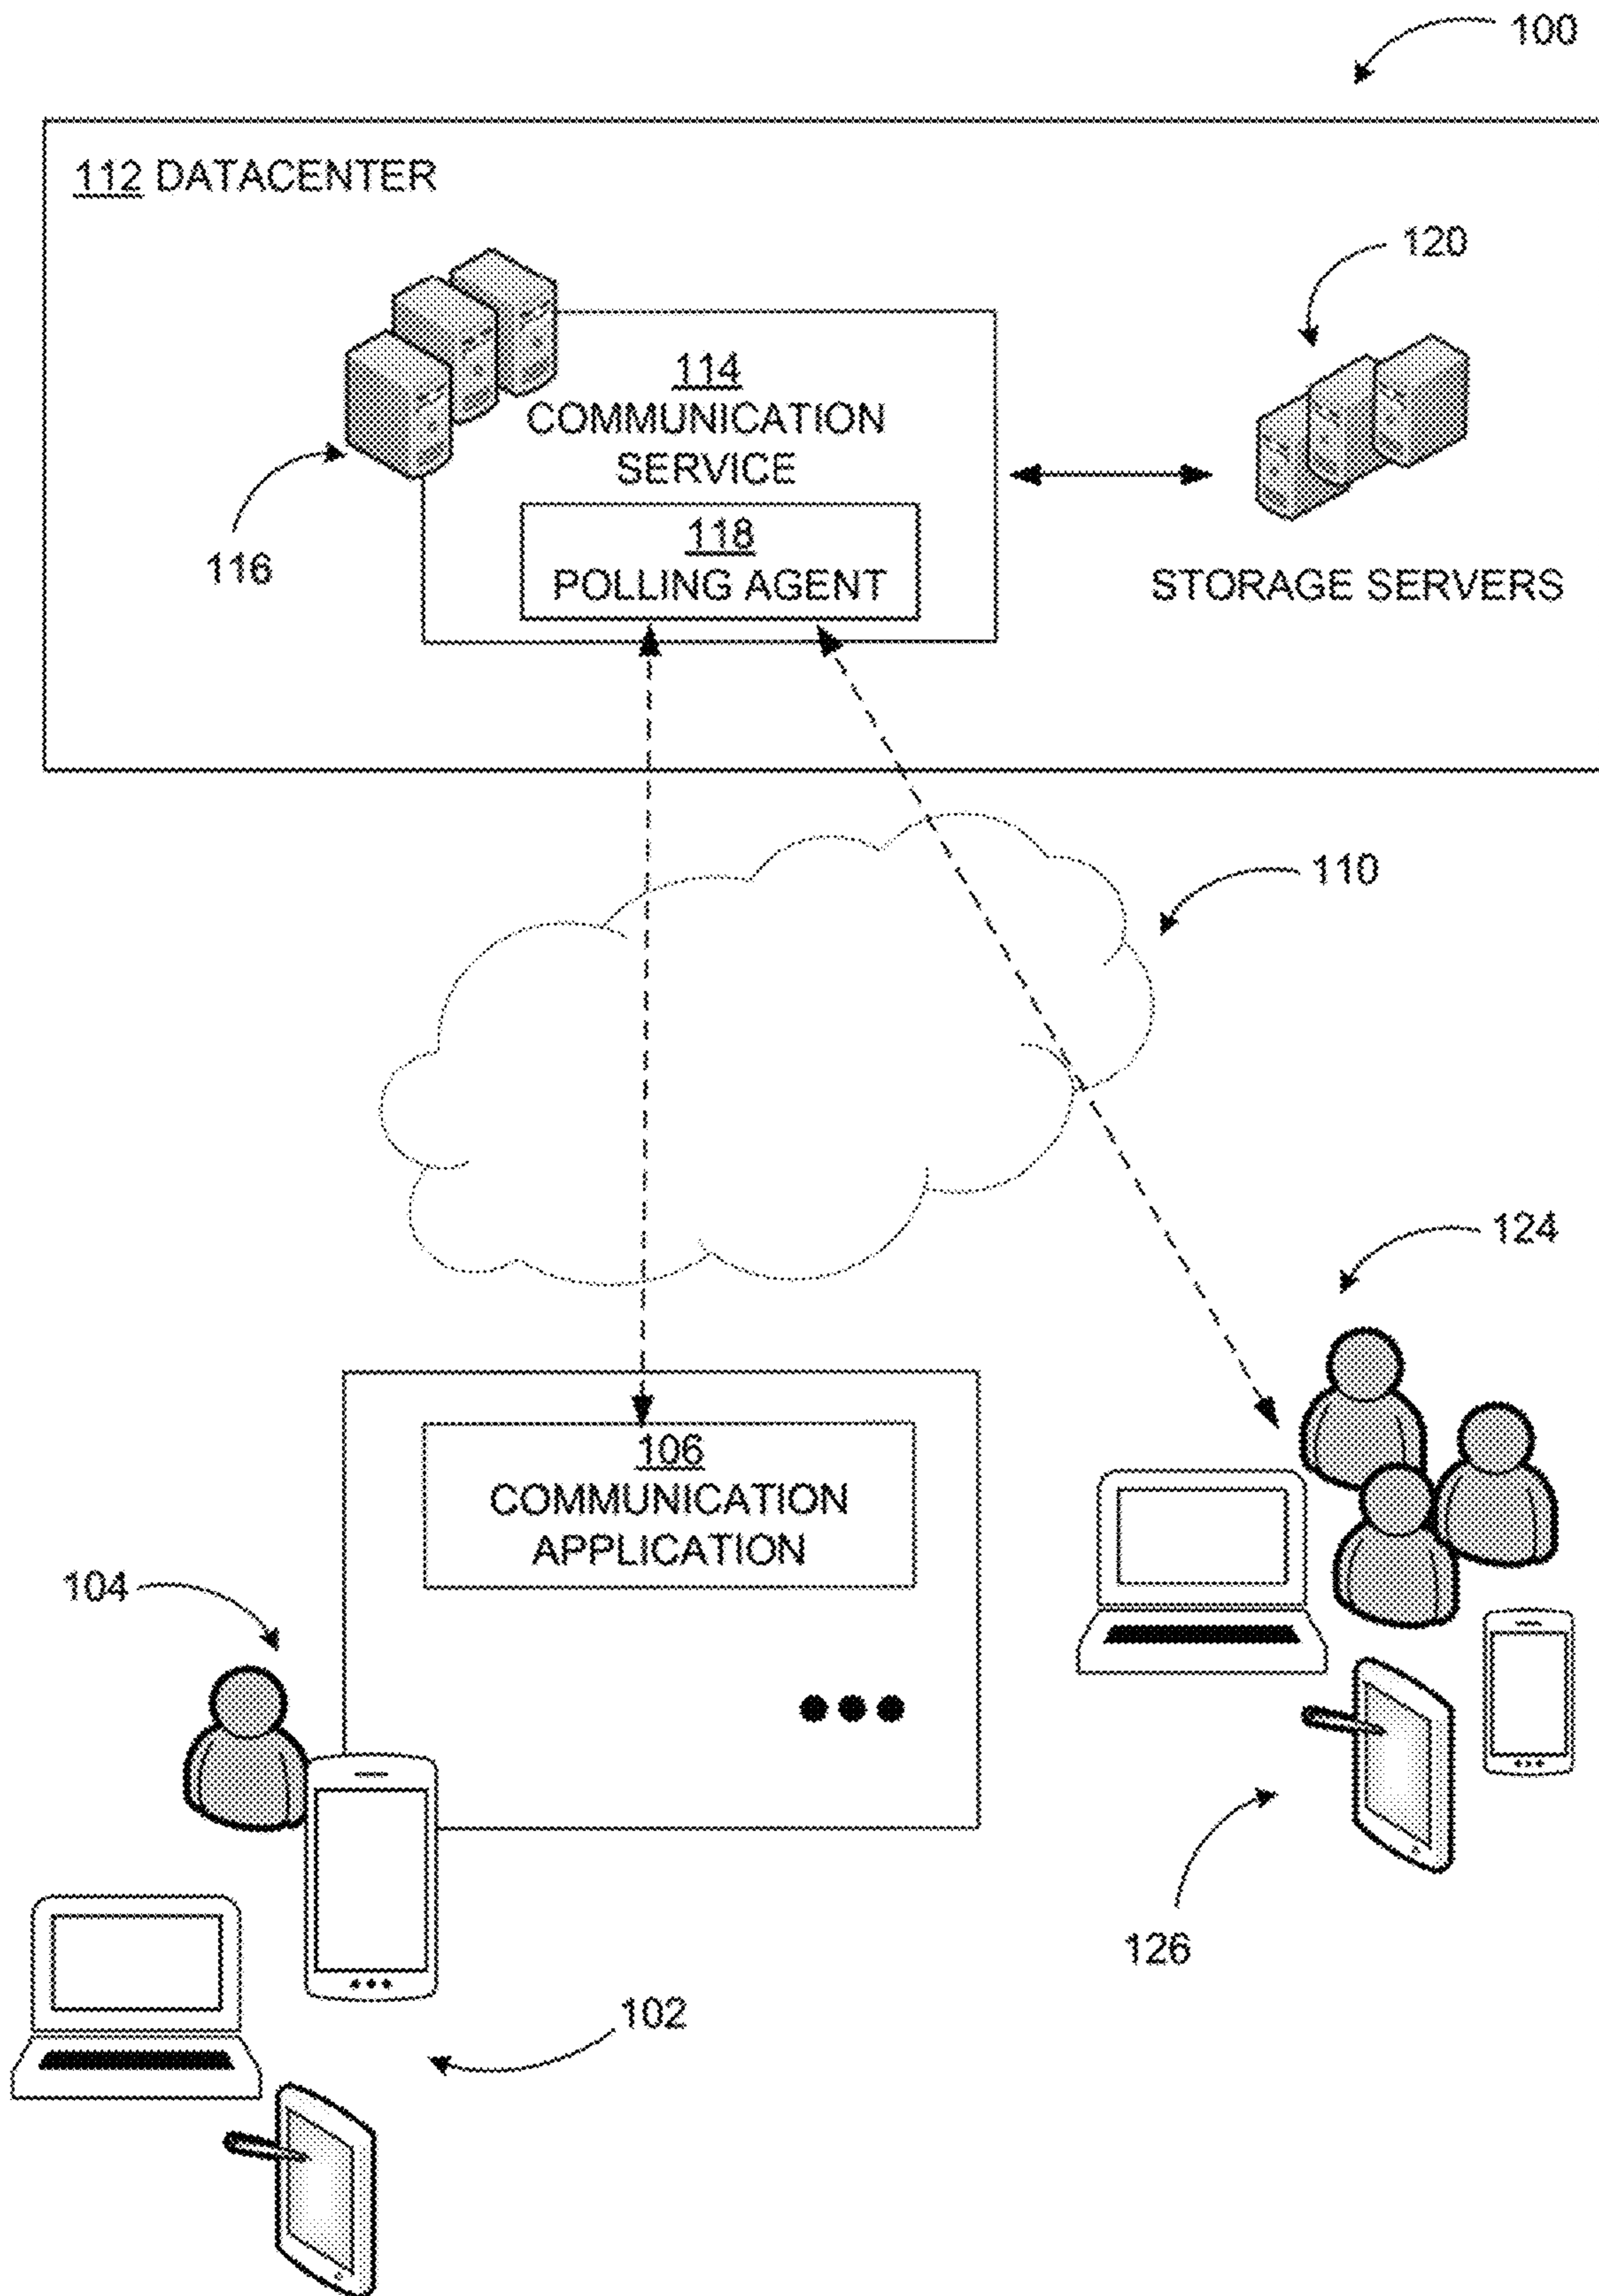 100
112 DATACENTER
120
114
COMMUNICATION
SERVICE
116
118
POLLING AGENT
STORAGE SERVERS
110
124
106
COMMUNICATION
APPLICATION
104
126
102